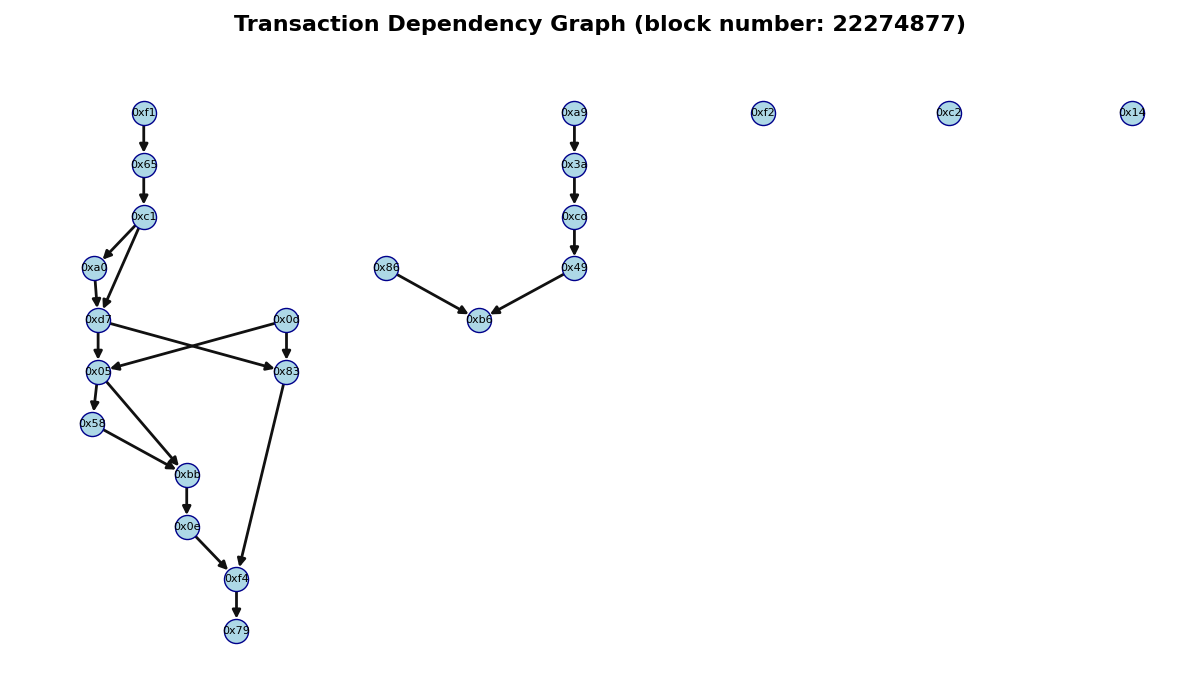 Transaction Dependency Graph (block number: 22274877)
0xf1
0xa9
0xf2
0xc2
0x14
0x65
0x3a
0xc1
0xcd
0xa0
0x86
0x49
0xd7
0x0d
0xb6
0x05
0x83
0x58
0xbb
0x0e
0xf4
0x79